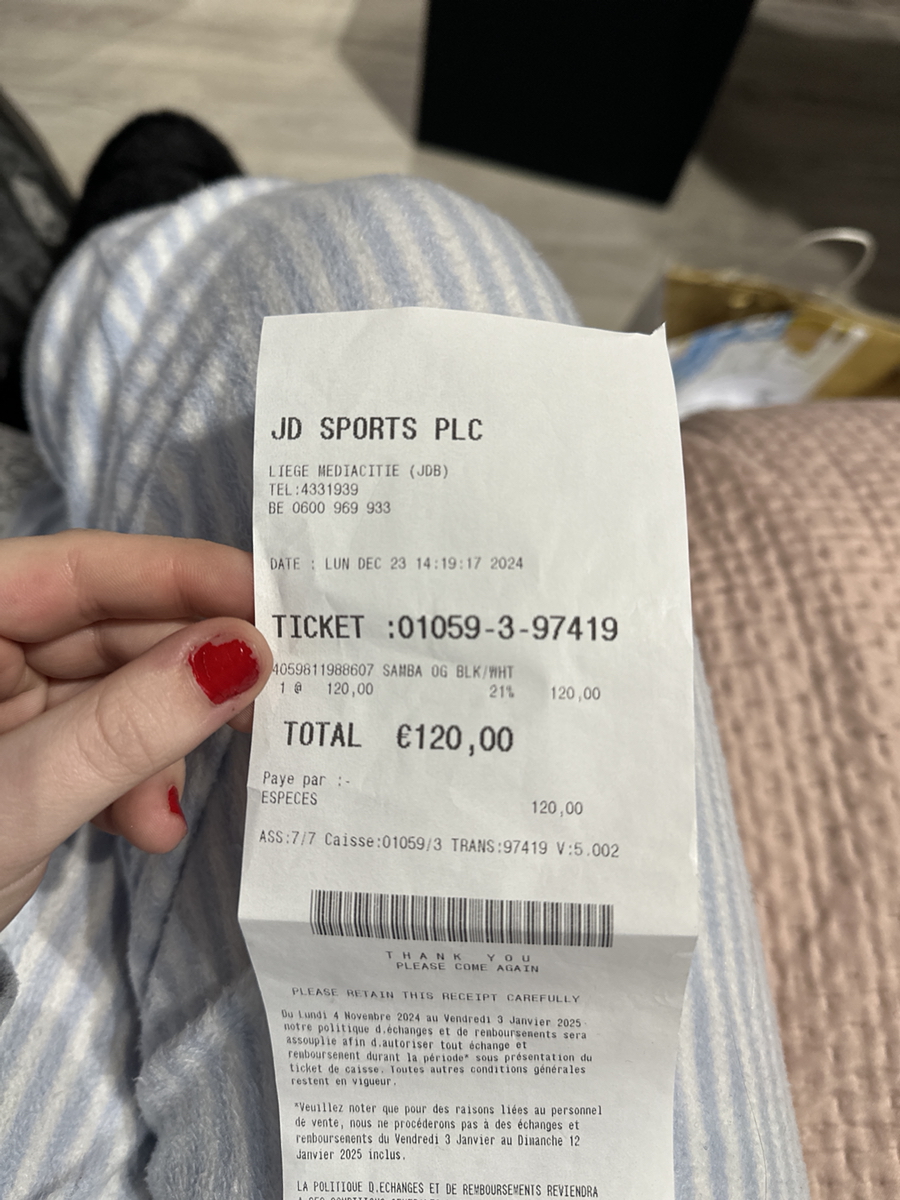 JD SPORTS PLC
LIEGE MEDIACITIE (JDB)
TEL:4331939
BE 0600 969 933
DATE : LUN DEC 23 14:19:17 2024
TICKET :01059-3-97419
4059811988607 SAMBA OG BLK/WHT
1 @ 120,00 21% 120,00
TOTAL €120,00
Paye par :-
ESPECES 120,00
ASS:7/7 Caisse:01059/3 TRANS:97419 V:5.002
THANK YOU
PLEASE COME AGAIN
PLEASE RETAIN THIS RECEIPT CAREFULLY
Du Lundi 4 Novembre 2024 au Vendredi 3 Janvier 2025
notre politique d.échanges et de remboursements sera
assouplie afin d.autoriser tout échange et
remboursement durant la période* sous présentation du
ticket de caisse. Toutes autres conditions générales
restent en vigueur.
*Veuillez noter que pour des raisons liées au personnel
de vente, nous ne procéderons pas à des échanges et
remboursements du Vendredi 3 Janvier au Dimanche 12
Janvier 2025 inclus.
LA POLITIQUE D.ECHANGES ET DE REMBOURSEMENTS REVIENDRA